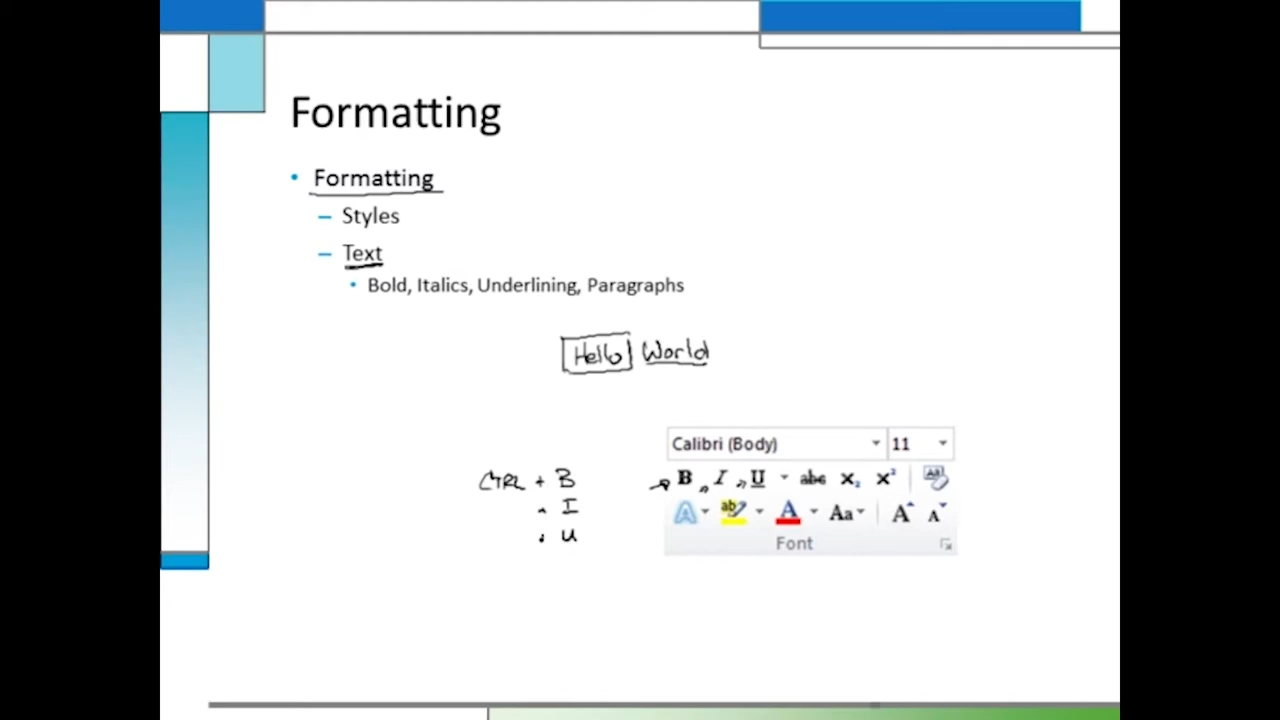 Formatting
• Formatting
– Styles
– Text
• Bold, Italics, Underlining, Paragraphs
Hello World
Calibri (Body) 11
CTRL + B
I
U
B I U abc X₂ X²
A ab A Aa A A
Font